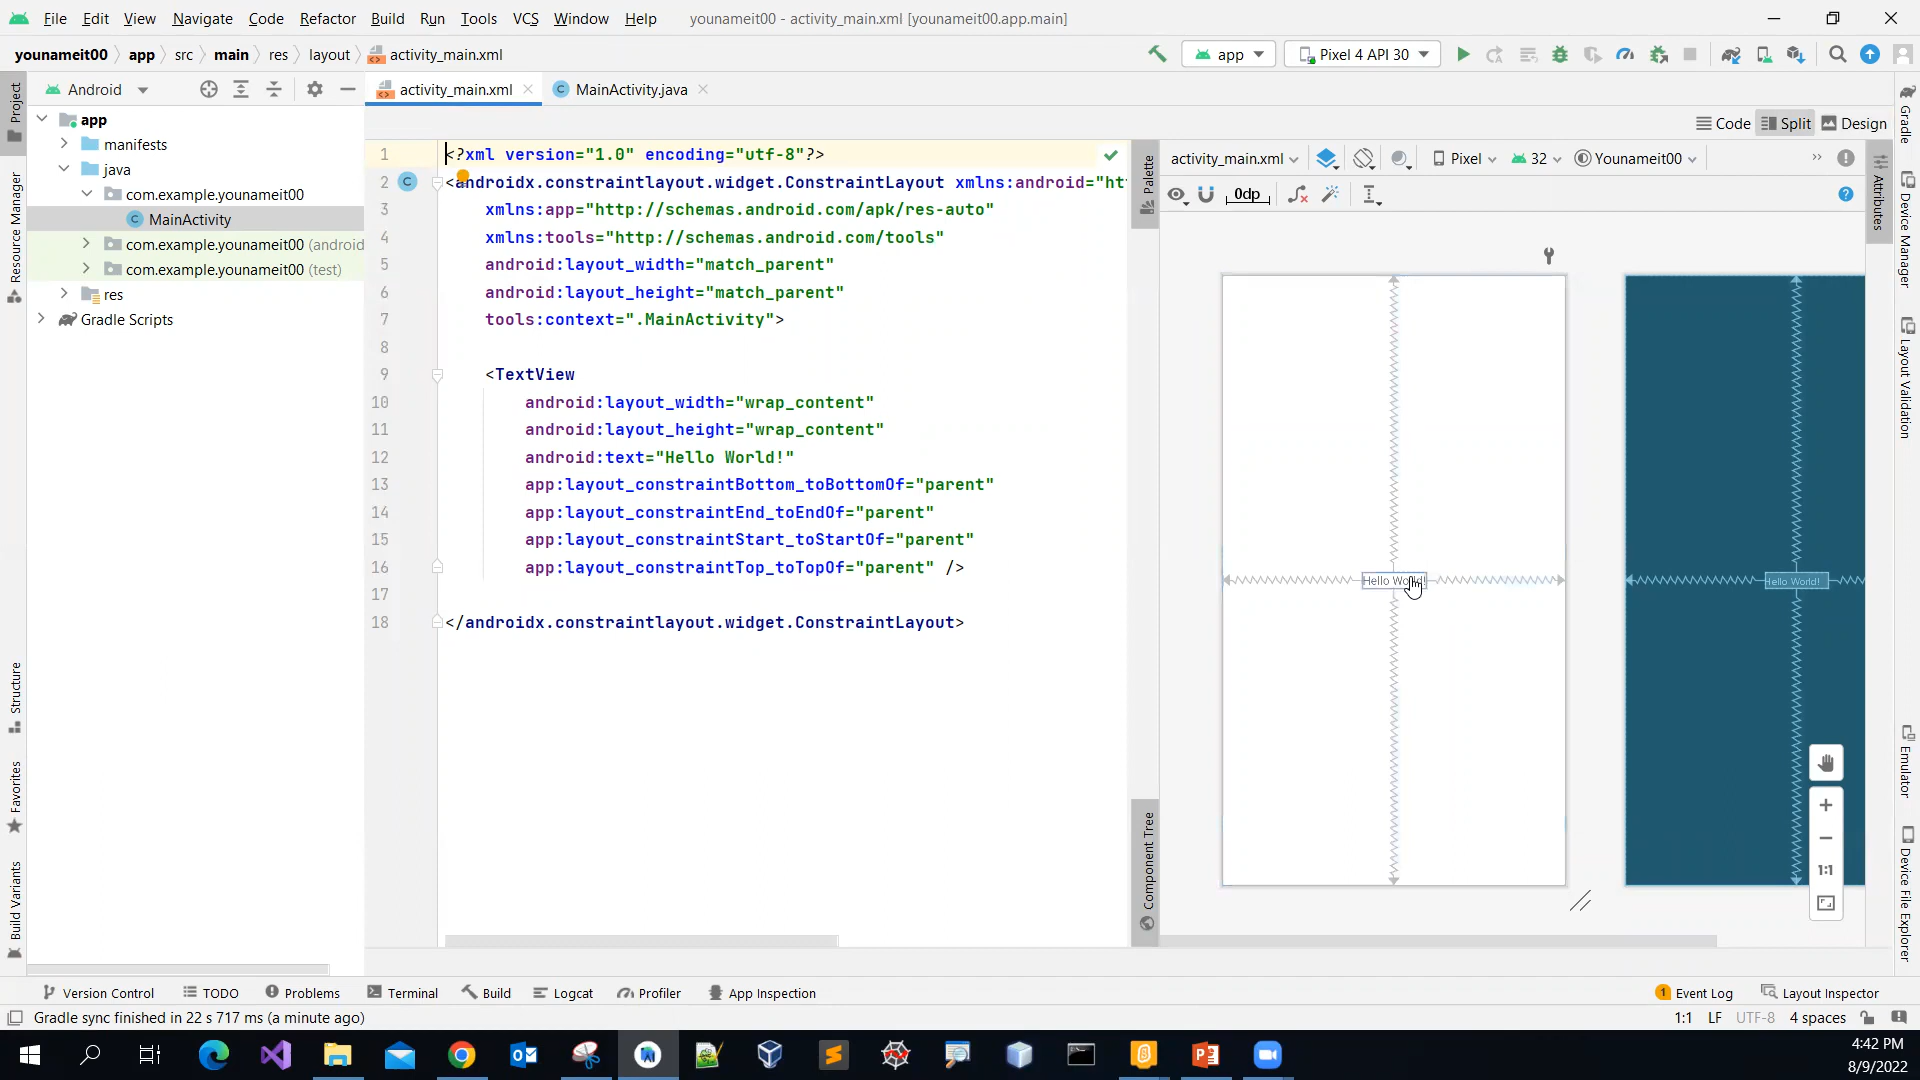 File Edit View Navigate Code Refactor Build Run Tools VCS Window Help younameit00 - activity_main.xml [younameit00.app.main]
younameit00 app src main res layout activity_main.xml app Pixel 4 API 30
Android activity_main.xml MainActivity.java
Code Split Design
Project
Resource Manager
Structure
Favorites
Build Variants
app
manifests
java
com.example.younameit00
MainActivity
com.example.younameit00 (android
com.example.younameit00 (test)
res
Gradle Scripts
1 <?xml version="1.0" encoding="utf-8"?>
2 <androidx.constraintlayout.widget.ConstraintLayout xmlns:android="ht
3 xmlns:app="http://schemas.android.com/apk/res-auto"
4 xmlns:tools="http://schemas.android.com/tools"
5 android:layout_width="match_parent"
6 android:layout_height="match_parent"
7 tools:context=".MainActivity">
8
9 <TextView
10 android:layout_width="wrap_content"
11 android:layout_height="wrap_content"
12 android:text="Hello World!"
13 app:layout_constraintBottom_toBottomOf="parent"
14 app:layout_constraintEnd_toEndOf="parent"
15 app:layout_constraintStart_toStartOf="parent"
16 app:layout_constraintTop_toTopOf="parent" />
17
18 </androidx.constraintlayout.widget.ConstraintLayout>
Palette
Component Tree
activity_main.xml Pixel 32 Younameit00
0dp
Hello World!
Hello World!
1:1
Attributes
Gradle
Device Manager
Layout Validation
Emulator
Device File Explorer
Version Control TODO Problems Terminal Build Logcat Profiler App Inspection 1 Event Log Layout Inspector
Gradle sync finished in 22 s 717 ms (a minute ago) 1:1 LF UTF-8 4 spaces
4:42 PM
8/9/2022